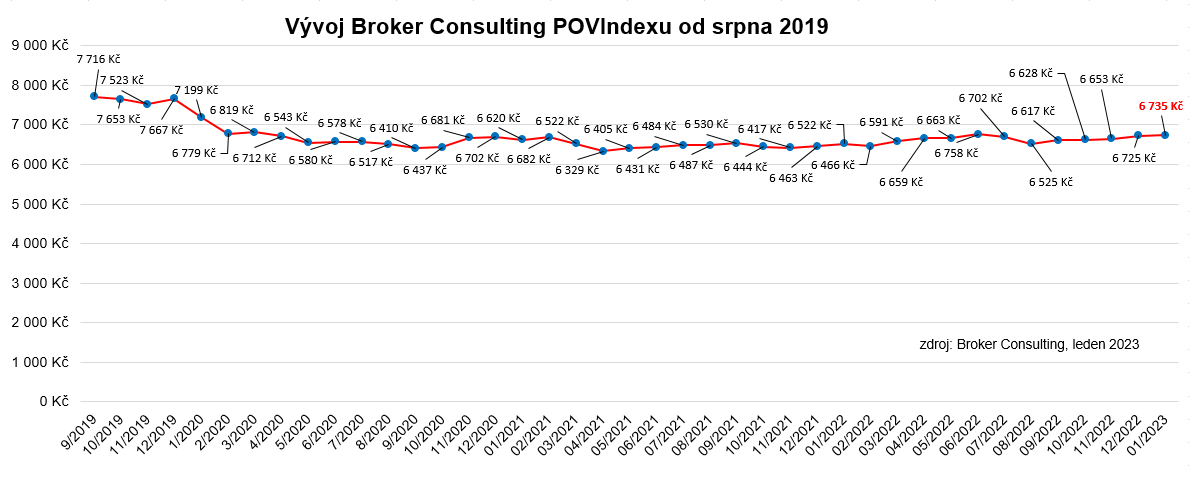 Vývoj Broker Consulting POVIndexu od srpna 2019
9 000 Kč
8 000 Kč
7 000 Kč
6 000 Kč
5 000 Kč
4 000 Kč
3 000 Kč
2 000 Kč
1 000 Kč
0 Kč
7 716 Kč
7 653 Kč
7 523 Kč
7 667 Kč
7 199 Kč
6 779 Kč
6 819 Kč
6 712 Kč
6 543 Kč
6 580 Kč
6 578 Kč
6 517 Kč
6 410 Kč
6 437 Kč
6 681 Kč
6 702 Kč
6 620 Kč
6 682 Kč
6 522 Kč
6 329 Kč
6 405 Kč
6 431 Kč
6 484 Kč
6 487 Kč
6 530 Kč
6 444 Kč
6 417 Kč
6 463 Kč
6 522 Kč
6 466 Kč
6 591 Kč
6 659 Kč
6 663 Kč
6 758 Kč
6 702 Kč
6 525 Kč
6 617 Kč
6 628 Kč
6 653 Kč
6 725 Kč
6 735 Kč
zdroj: Broker Consulting, leden 2023
9/2019
10/2019
11/2019
12/2019
1/2020
2/2020
3/2020
4/2020
5/2020
6/2020
7/2020
8/2020
9/2020
10/2020
11/2020
12/2020
01/2021
02/2021
03/2021
04/2021
05/2021
06/2021
07/2021
08/2021
09/2021
10/2021
11/2021
12/2021
01/2022
02/2022
03/2022
04/2022
05/2022
06/2022
07/2022
08/2022
09/2022
10/2022
11/2022
12/2022
01/2023